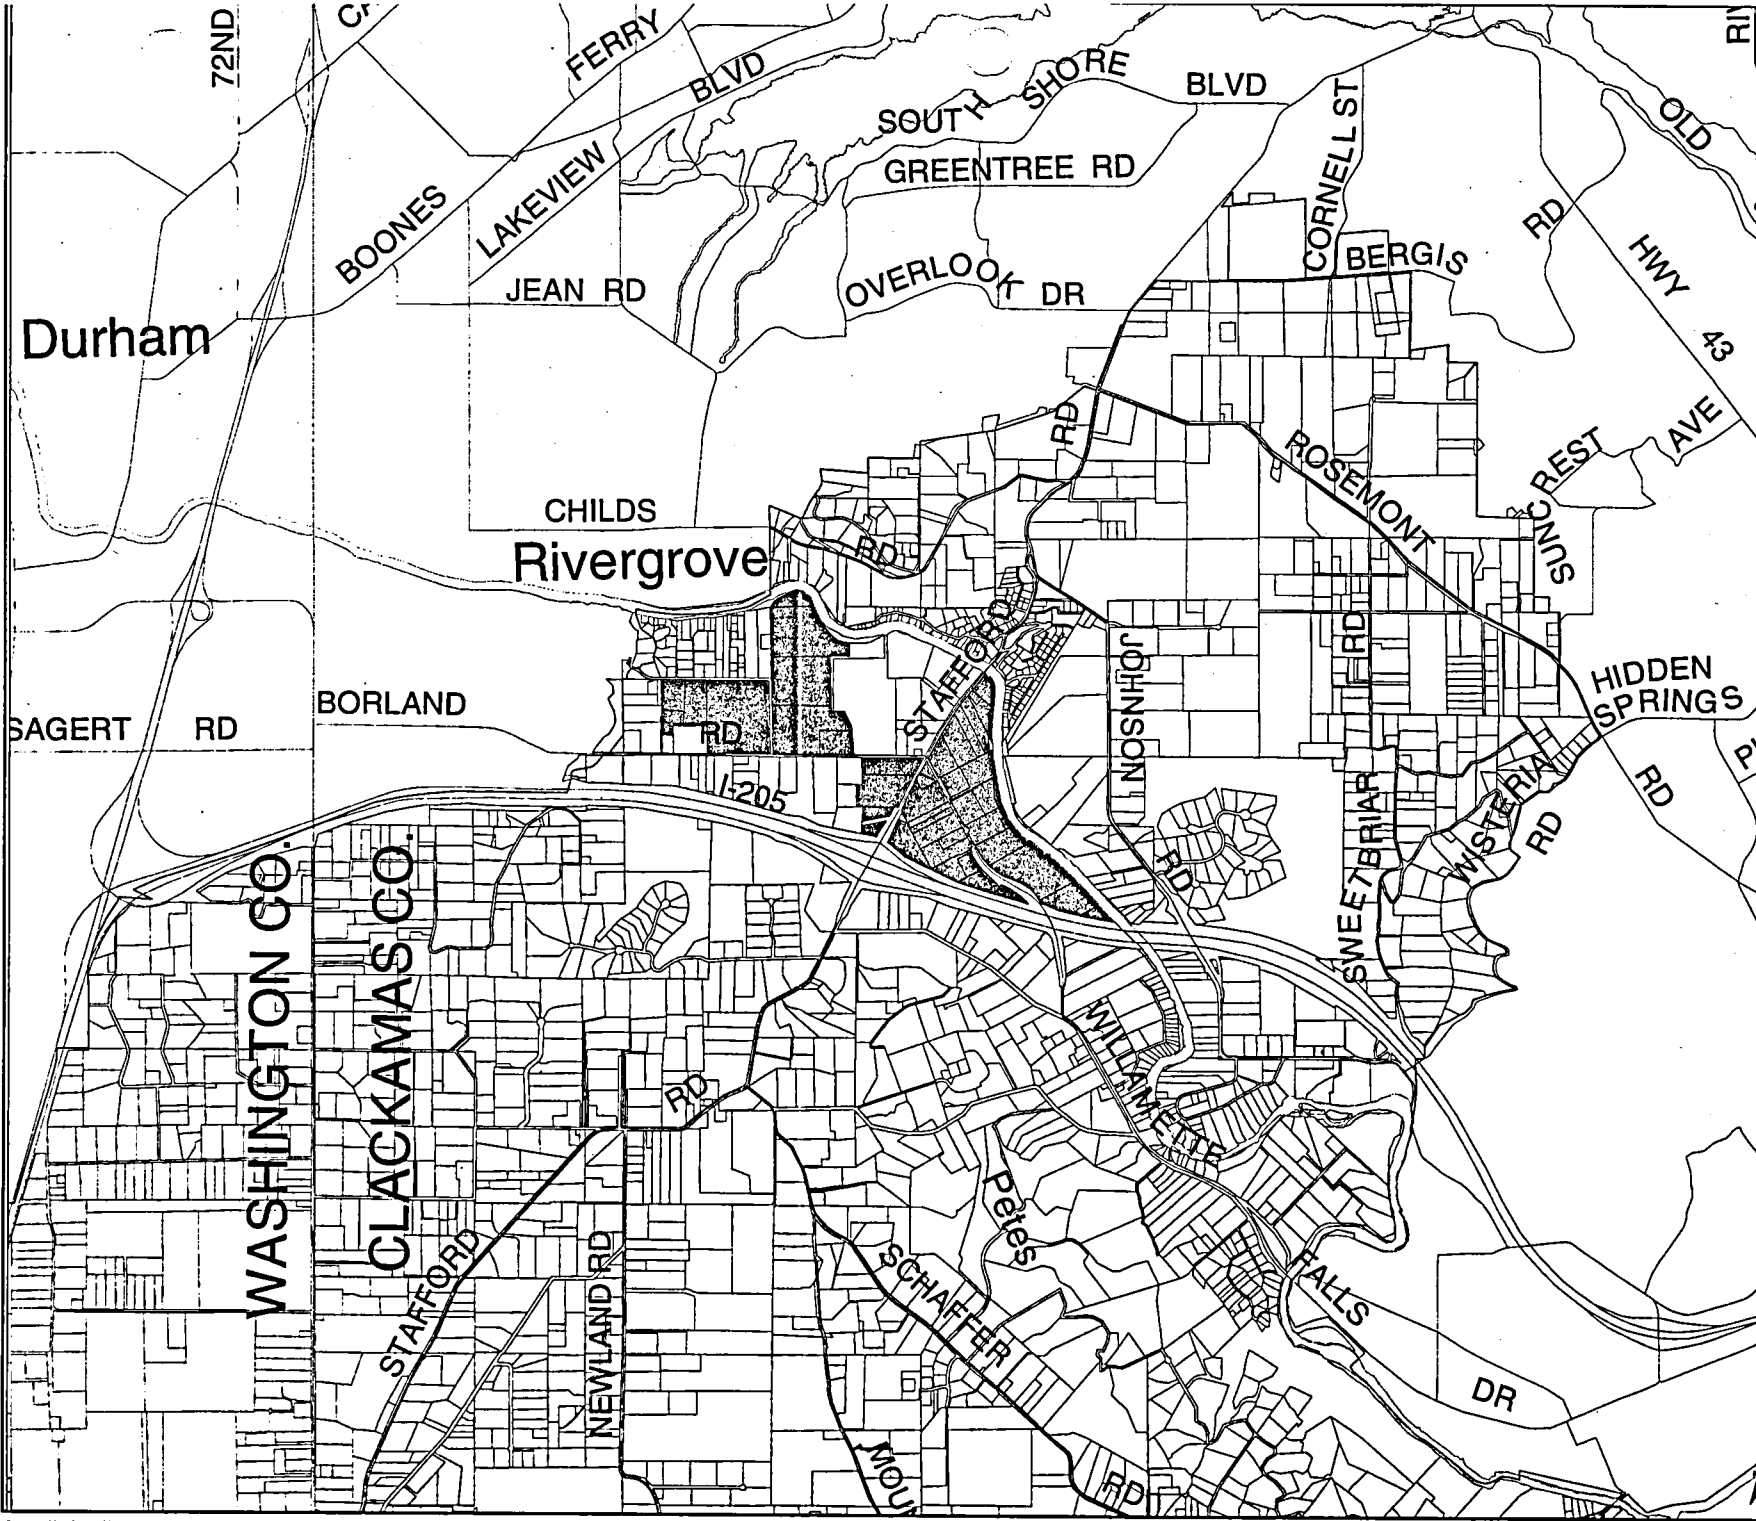 72ND
FERRY
BLVD
SOUTH SHORE BLVD
OLD
GREENTREE RD
CORNELL ST
BOONES
LAKEVIEW
RD
BERGIS
HWY
43
JEAN RD
OVERLOOK DR
Durham
RD
ROSEMONT
SUNCREST
AVE
CHILDS
RD
Rivergrove
STAFFORD
JOHNSON
RD
HIDDEN
SPRINGS
SAGERT RD
BORLAND
RD
I-205
SWEETBRIAR
WISTERIA
RD
RD
RD
WASHINGTON CO.
CLACKAMAS CO.
RD
WILLAMETTE
Petes
STAFFORD
NEWLAND RD
SCHAFFER
FALLS
DR
RD